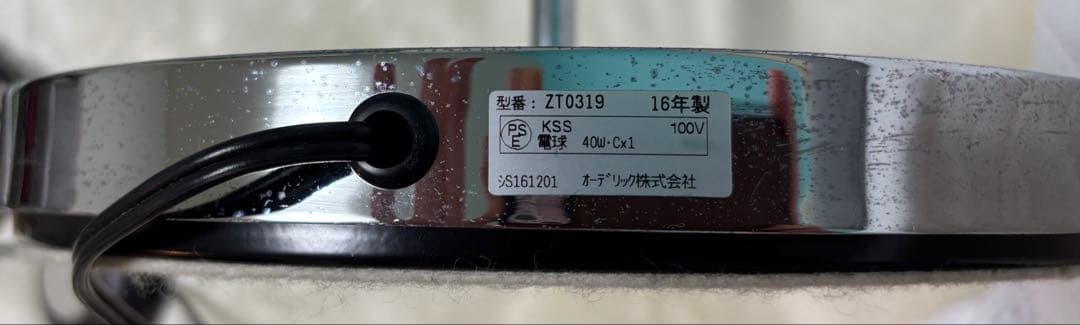 型番: ZT0319 16年製
PSE KSS 100V
電球 40W・Cx1
ｼS161201 ｵｰﾃﾞﾘｯｸ株式会社